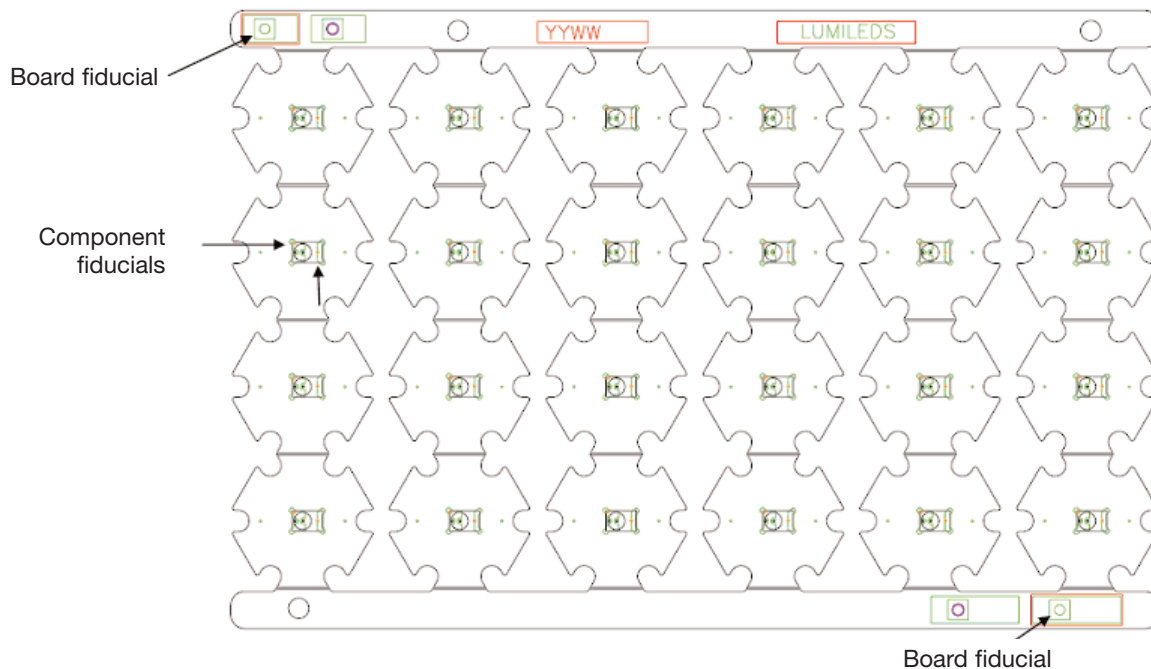 YYWW
LUMILEDS
Board fiducial
Component
fiducials
Board fiducial